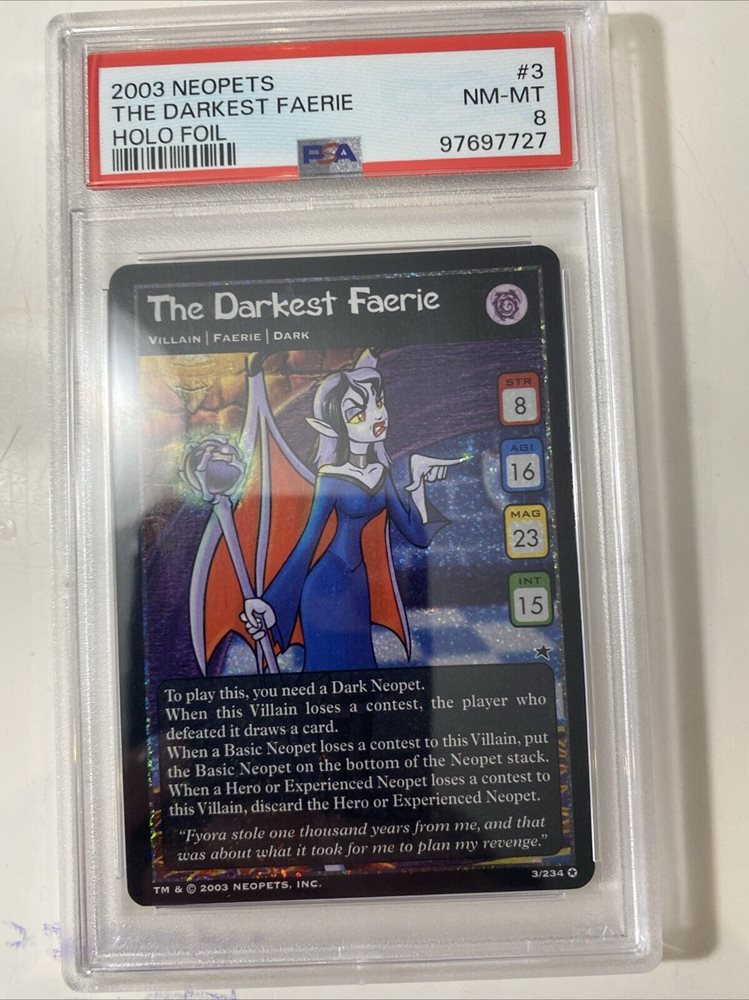 2003 NEOPETS
#3
THE DARKEST FAERIE
NM-MT
HOLO FOIL
8
PSA
97697727
The Darkest Faerie
VILLAIN | FAERIE | DARK
STR
8
AGI
16
MAG
23
INT
15
To play this, you need a Dark Neopet.
When this Villain loses a contest, the player who
defeated it draws a card.
When a Basic Neopet loses a contest to this Villain, put
the Basic Neopet on the bottom of the Neopet stack.
When a Hero or Experienced Neopet loses a contest to
this Villain, discard the Hero or Experienced Neopet.
“Fyora stole one thousand years from me, and that
was about what it took for me to plan my revenge.”
TM & © 2003 NEOPETS, INC.
3/234